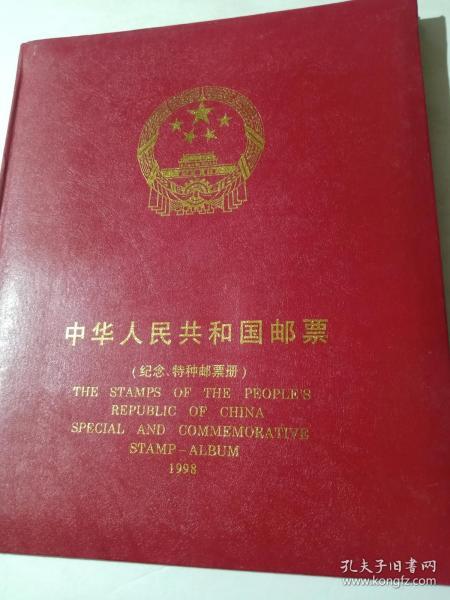 中华人民共和国邮票
(纪念、特种邮票册)
THE STAMPS OF THE PEOPLE'S
REPUBLIC OF CHINA
SPECIAL AND COMMEMORATIVE
STAMP-ALBUM
1998
孔夫子旧书网
www.kongfz.com